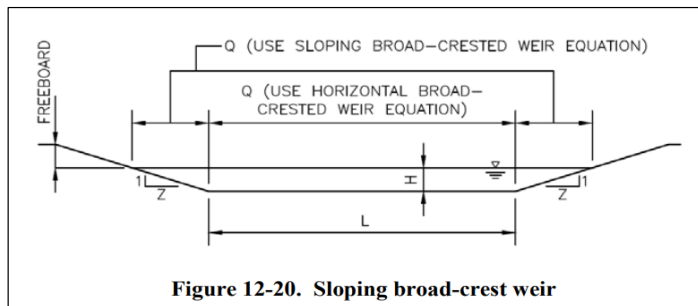 Q (USE SLOPING BROAD-CRESTED WEIR EQUATION)
FREEBOARD
Q (USE HORIZONTAL BROAD-
CRESTED WEIR EQUATION)
1
Z
H
1
Z
L
Figure 12-20. Sloping broad-crest weir